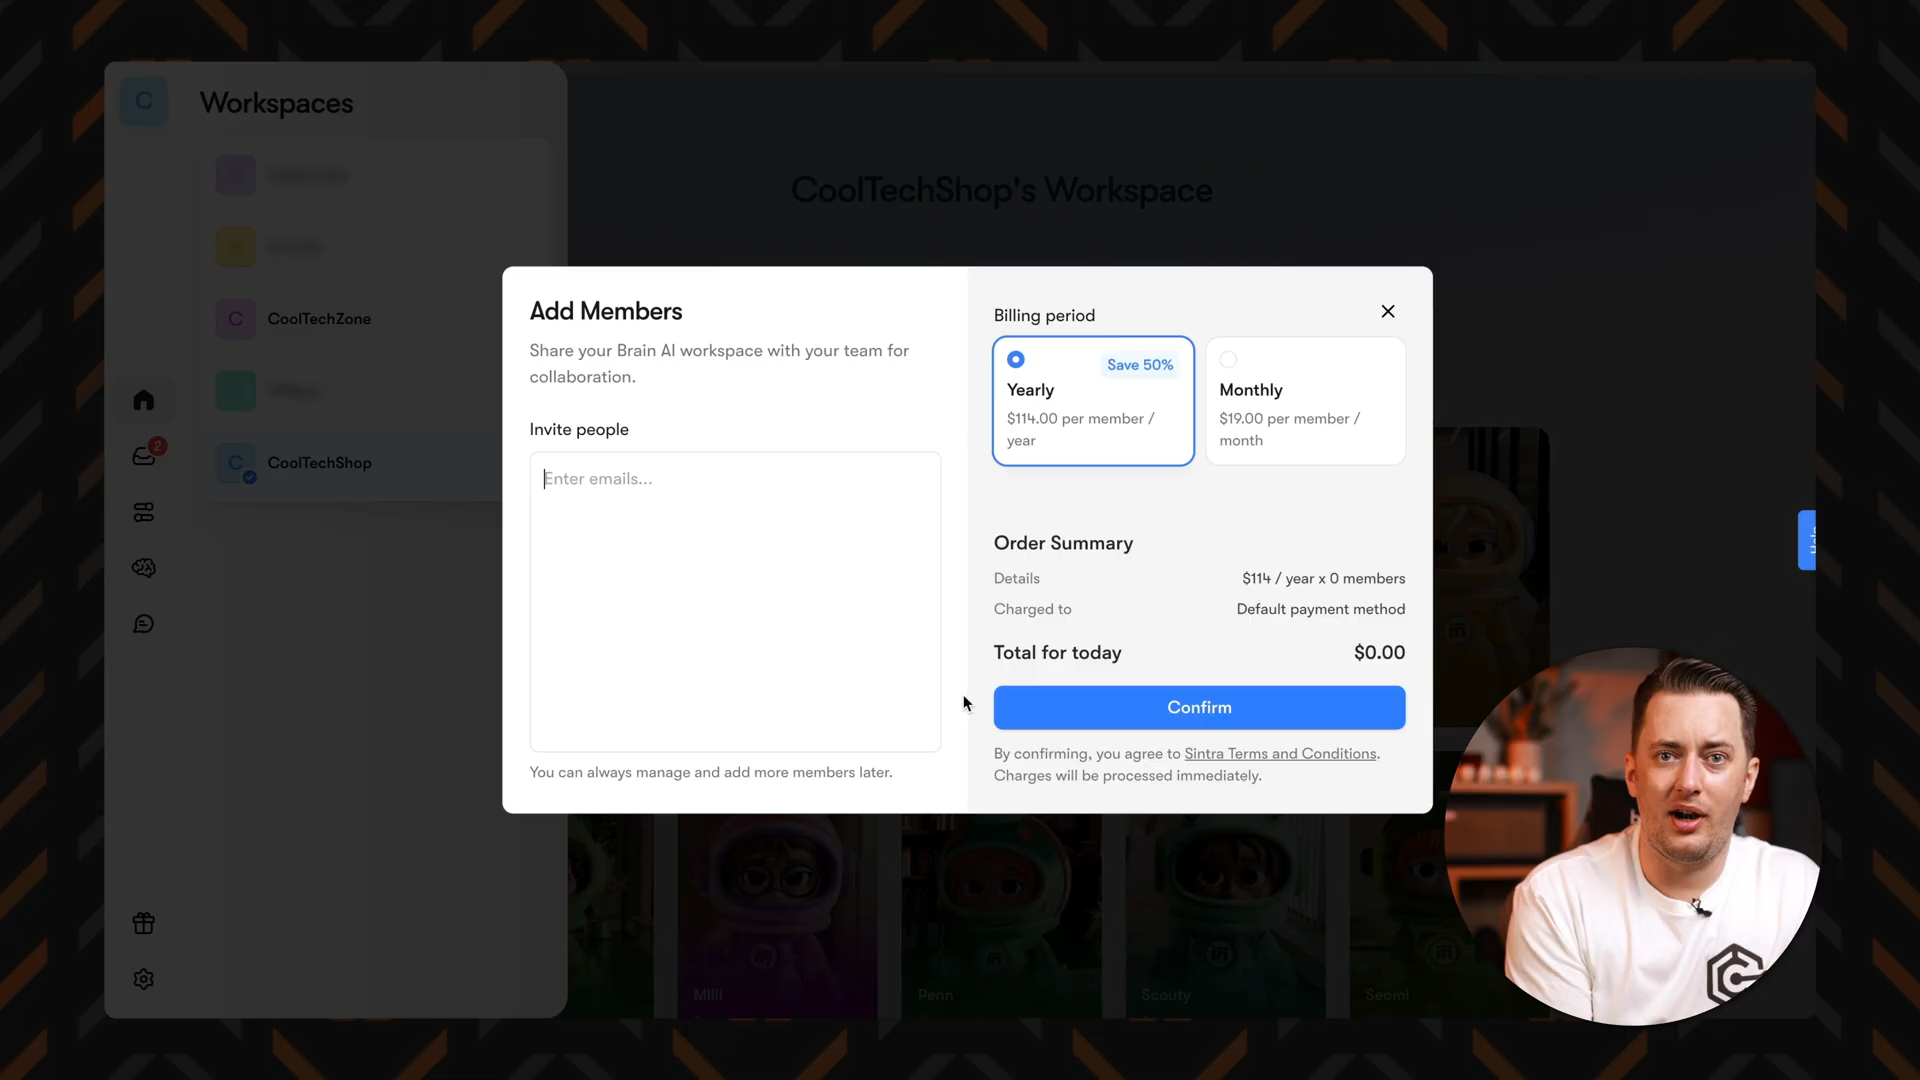 C
Workspaces
C
CoolTechZone
2
C
CoolTechShop
CoolTechShop's Workspace
Add Members
Share your Brain AI workspace with your team for
collaboration.
Invite people
Enter emails...
You can always manage and add more members later.
Billing period
Save 50%
Yearly
$114.00 per member /
year
Monthly
$19.00 per member /
month
Order Summary
Details
$114 / year x 0 members
Charged to
Default payment method
Total for today
$0.00
Confirm
By confirming, you agree to Sintra Terms and Conditions.
Charges will be processed immediately.
Help
Milli
Penn
Scouty
Seomi